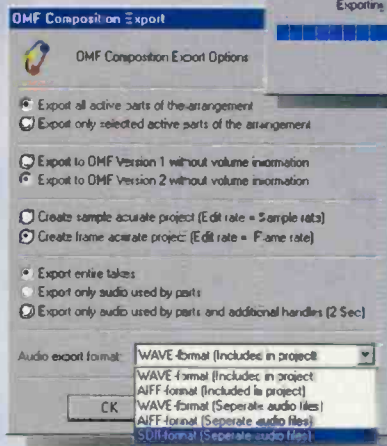 OMF Composition Export
Exporting
OMF Composition Export Options
Export all active parts of the arrangement
Export only selected active parts of the arrangement
Export to OMF Version 1 without volume information
Export to OMF Version 2 without volume information
Create sample acurate project (Edit rate = Sample rate)
Create frame acurate project (Edit rate = Frame rate)
Export entire takes
Export only audio used by parts
Export only audio used by parts and additional handles (2 Sec)
Audio export format: WAVE-format (Included in project)
WAVE-format (Included in project
AIFF-format (Included in project)
WAVE-format (Seperate audio files)
AIFF-format (Seperate audio files)
OK
SDII-format (Seperate audio files)